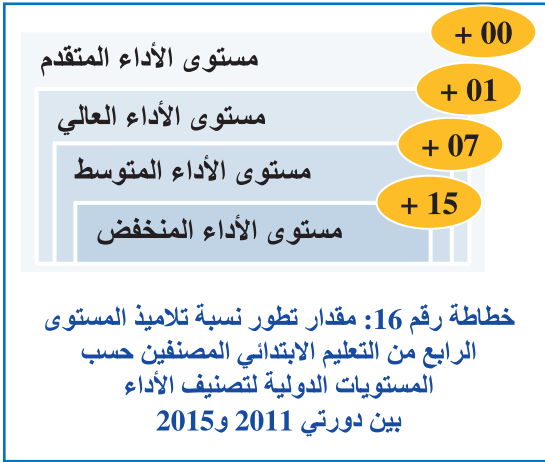 + 00
مستوى الأداء المتقدم
+ 01
مستوى الأداء العالي
+ 07
مستوى الأداء المتوسط
+ 15
مستوى الأداء المنخفض
خطاطة رقم 16: مقدار تطور نسبة تلاميذ المستوى
الرابع من التعليم الابتدائي المصنفين حسب
المستويات الدولية لتصنيف الأداء
بين دورتي 2011 و2015